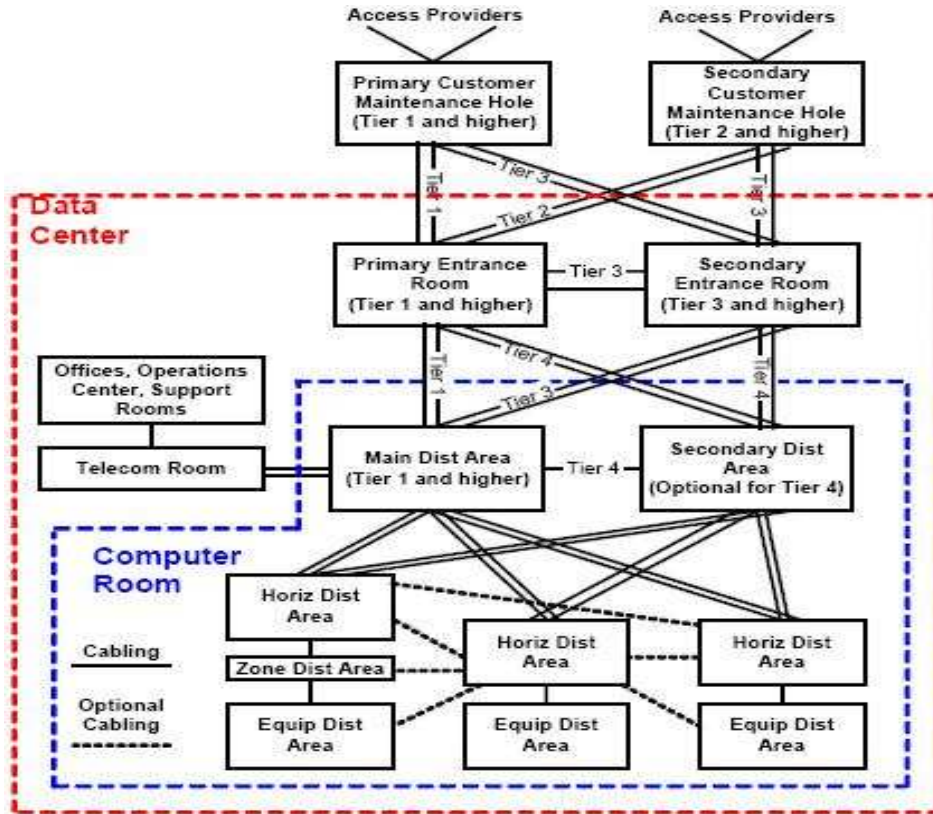 Access Providers
Access Providers
Primary Customer
Maintenance Hole
(Tier 1 and higher)
Secondary
Customer
Maintenance Hole
(Tier 2 and higher)
Tier 1
Tier 3
Tier 2
Tier 3
Data
Center
Primary Entrance
Room
(Tier 1 and higher)
Tier 3
Secondary
Entrance Room
(Tier 3 and higher)
Tier 1
Tier 4
Tier 3
Tier 4
Offices, Operations
Center, Support
Rooms
Telecom Room
Main Dist Area
(Tier 1 and higher)
Tier 4
Secondary Dist
Area
(Optional for Tier 4)
Computer
Room
Horiz Dist
Area
Horiz Dist
Area
Horiz Dist
Area
Cabling
Zone Dist Area
Optional
Cabling
Equip Dist
Area
Equip Dist
Area
Equip Dist
Area